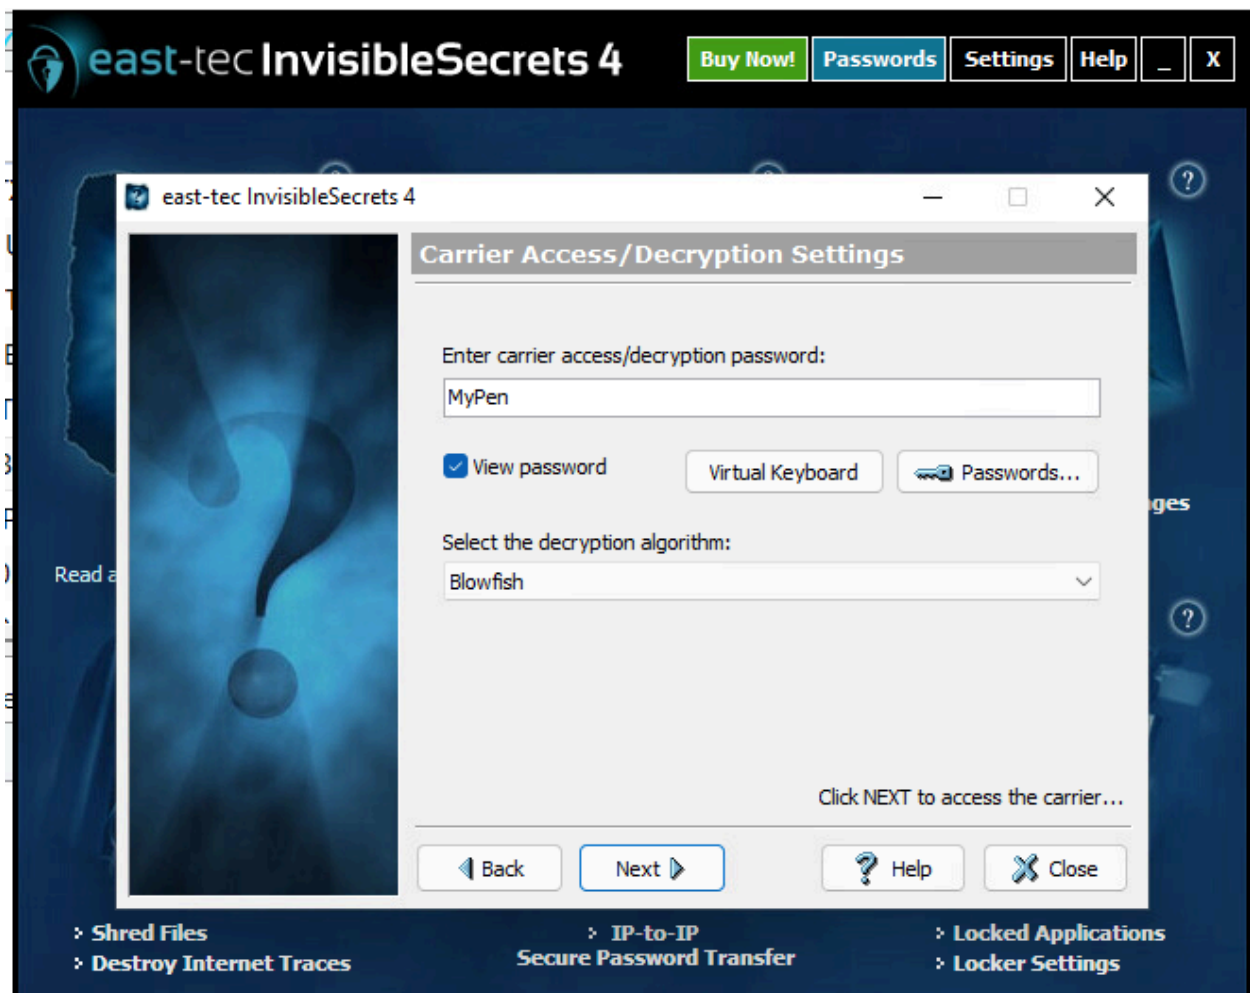 east-tec InvisibleSecrets 4
Buy Now! Passwords Settings Help _ X
east-tec InvisibleSecrets 4
Carrier Access/Decryption Settings
Enter carrier access/decryption password:
MyPen
View password
Virtual Keyboard
Passwords...
Select the decryption algorithm:
Blowfish
Read a
Click NEXT to access the carrier...
Back
Next
Help
Close
Shred Files
IP-to-IP
Locked Applications
Destroy Internet Traces
Secure Password Transfer
Locker Settings